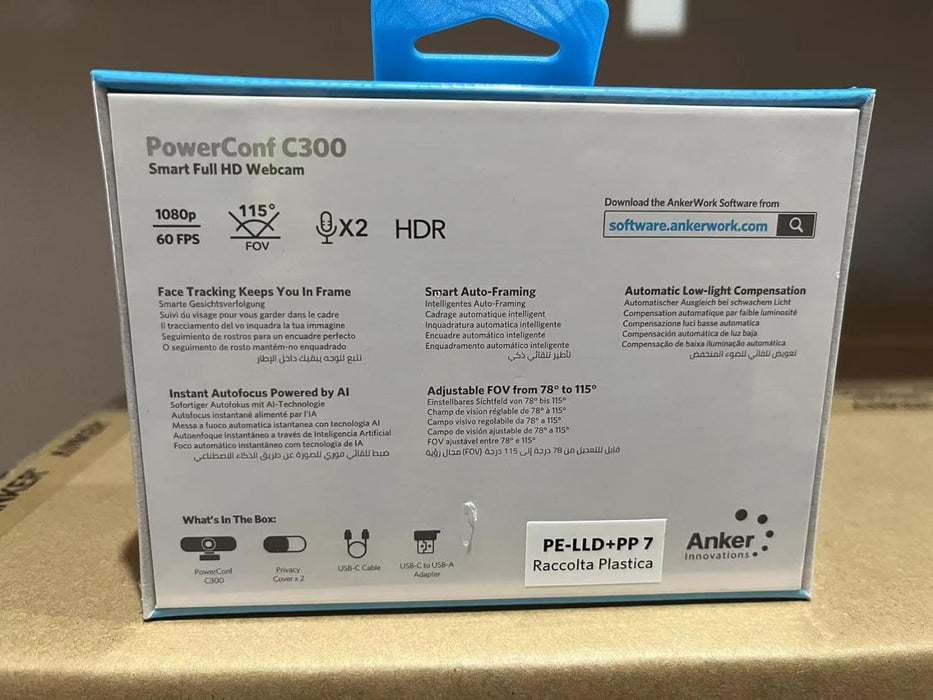 PowerConf C300
Smart Full HD Webcam
1080p
60 FPS
115°
FOV
X2
HDR
Download the AnkerWork Software from
software.ankerwork.com
Face Tracking Keeps You In Frame
Smarte Gesichtsverfolgung
Suivi du visage pour vous garder dans le cadre
Il tracciamento del vo inquadra la tua immagine
Seguimiento de rostros para un encuadre perfecto
O seguimento de rosto mantém-no enquadrado
تتبع للوجه يبقيك داخل الإطار
Smart Auto-Framing
Intelligentes Auto-Framing
Cadrage automatique intelligent
Inquadratura automatica intelligente
Encuadre automático inteligente
Enquadramento automático inteligente
تأطير تلقائي ذكي
Automatic Low-light Compensation
Automatischer Ausgleich bei schwachem Licht
Compensation automatique par faible luminosité
Compensazione luci basse automatica
Compensación automática de luz baja
Compensação de baixa iluminação automática
تعويض تلقائي للضوء المنخفض
Instant Autofocus Powered by AI
Sofortiger Autofokus mit AI-Technologie
Autofocus instantané alimenté par l'IA
Messa a fuoco automatica istantanea con tecnologia AI
Autoenfoque Instantáneo a través de Inteligencia Artificial
Foco automático instantâneo com tecnologia de IA
ضبط تلقائي فوري للصورة عن طريق الذكاء الاصطناعي
Adjustable FOV from 78° to 115°
Einstellbares Sichtfeld von 78° bis 115°
Champ de vision réglable de 78° à 115°
Campo visivo regolabile da 78° a 115°
Campo de visión ajustable de 78° a 115°
FOV ajustável entre 78° e 115°
قابل للتعديل من 78 درجة إلى 115 درجة (FOV) مجال رؤية
What's In The Box:
PowerConf
C300
Privacy
Cover x 2
USB-C Cable
USB-C to USB-A
Adapter
PE-LLD+PP 7
Raccolta Plastica
Anker
Innovations
ANKER